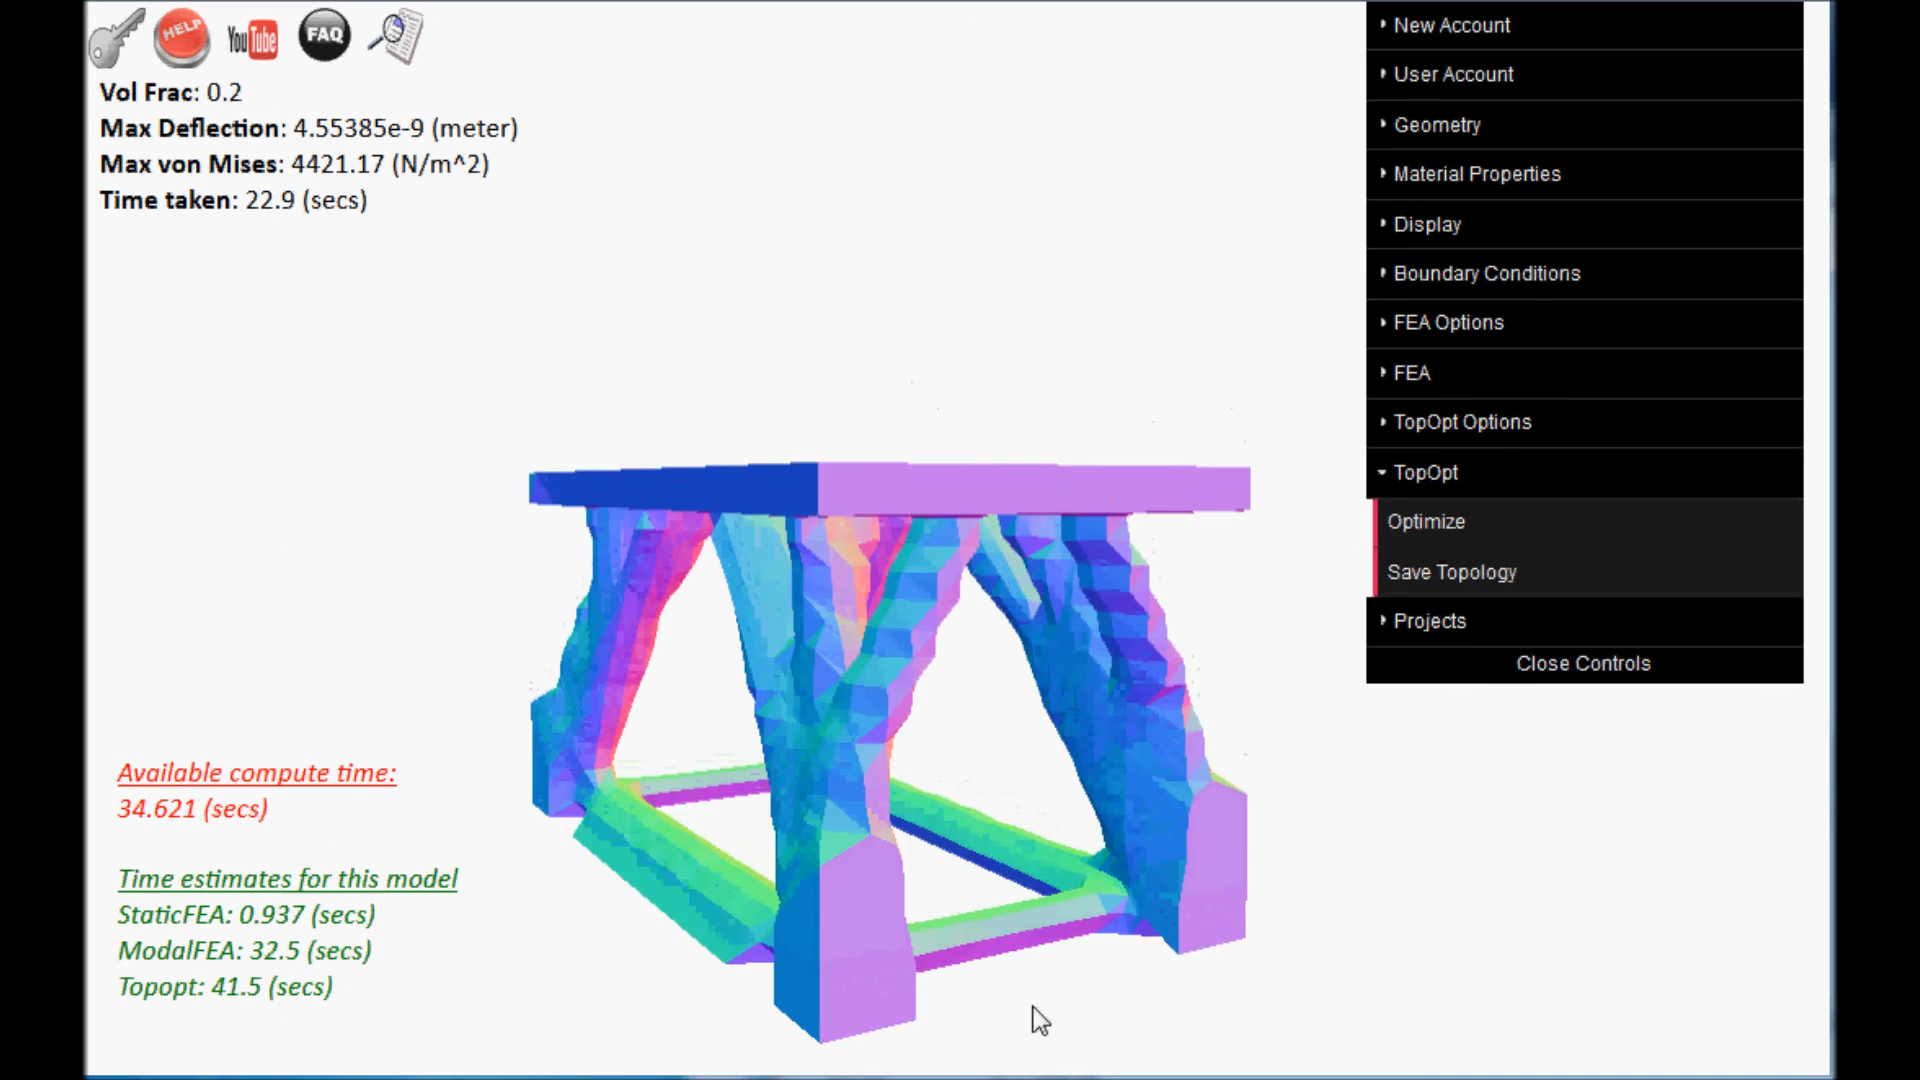 HELP
YouTube
FAQ
Vol Frac: 0.2
Max Deflection: 4.55385e-9 (meter)
Max von Mises: 4421.17 (N/m^2)
Time taken: 22.9 (secs)
Available compute time:
34.621 (secs)
Time estimates for this model
StaticFEA: 0.937 (secs)
ModalFEA: 32.5 (secs)
Topopt: 41.5 (secs)
New Account
User Account
Geometry
Material Properties
Display
Boundary Conditions
FEA Options
FEA
TopOpt Options
TopOpt
Optimize
Save Topology
Projects
Close Controls